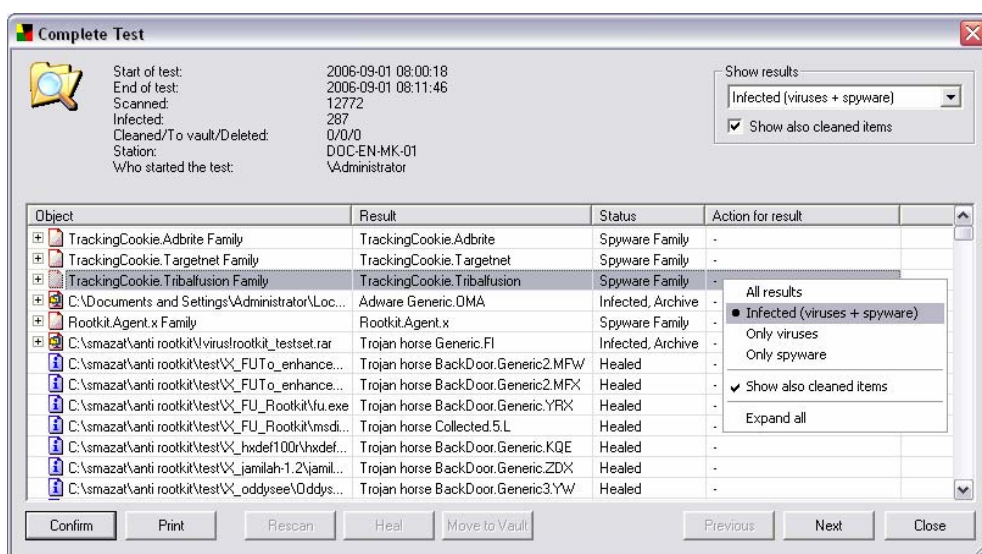 Complete Test
Start of test: 2006-09-01 08:00:18
End of test: 2006-09-01 08:11:46
Scanned: 12772
Infected: 287
Cleaned/To vault/Deleted: 0/0/0
Station: DOC-EN-MK-01
Who started the test: \Administrator
Show results
Infected (viruses + spyware)
Show also cleaned items
Object Result Status Action for result
TrackingCookie.Adbrite Family TrackingCookie.Adbrite Spyware Family -
TrackingCookie.Targetnet Family TrackingCookie.Targetnet Spyware Family -
TrackingCookie.Tribalfusion Family TrackingCookie.Tribalfusion Spyware Family -
C:\Documents and Settings\Administrator\Loc... Adware Generic.OMA Infected, Archive -
Rootkit.Agent.x Family Rootkit.Agent.x Spyware Family -
C:\smazat\anti rootkit\!virus!rootkit_testset.rar Trojan horse Generic.FI Infected, Archive -
C:\smazat\anti rootkit\test\X_FUTo_enhance... Trojan horse BackDoor.Generic2.MFW Healed -
C:\smazat\anti rootkit\test\X_FUTo_enhance... Trojan horse BackDoor.Generic2.MFX Healed -
C:\smazat\anti rootkit\test\X_FU_Rootkit\fu.exe Trojan horse BackDoor.Generic.YRX Healed -
C:\smazat\anti rootkit\test\X_FU_Rootkit\msdi... Trojan horse Collected.5.L Healed -
C:\smazat\anti rootkit\test\X_hxdef100r\hxdef... Trojan horse BackDoor.Generic.KQE Healed -
C:\smazat\anti rootkit\test\X_jamilah-1.2\jamil... Trojan horse BackDoor.Generic.ZDX Healed -
C:\smazat\anti rootkit\test\X_oddysee\Oddys... Trojan horse BackDoor.Generic3.YW Healed -
All results
Infected (viruses + spyware)
Only viruses
Only spyware
Show also cleaned items
Expand all
Confirm Print Rescan Heal Move to Vault Previous Next Close